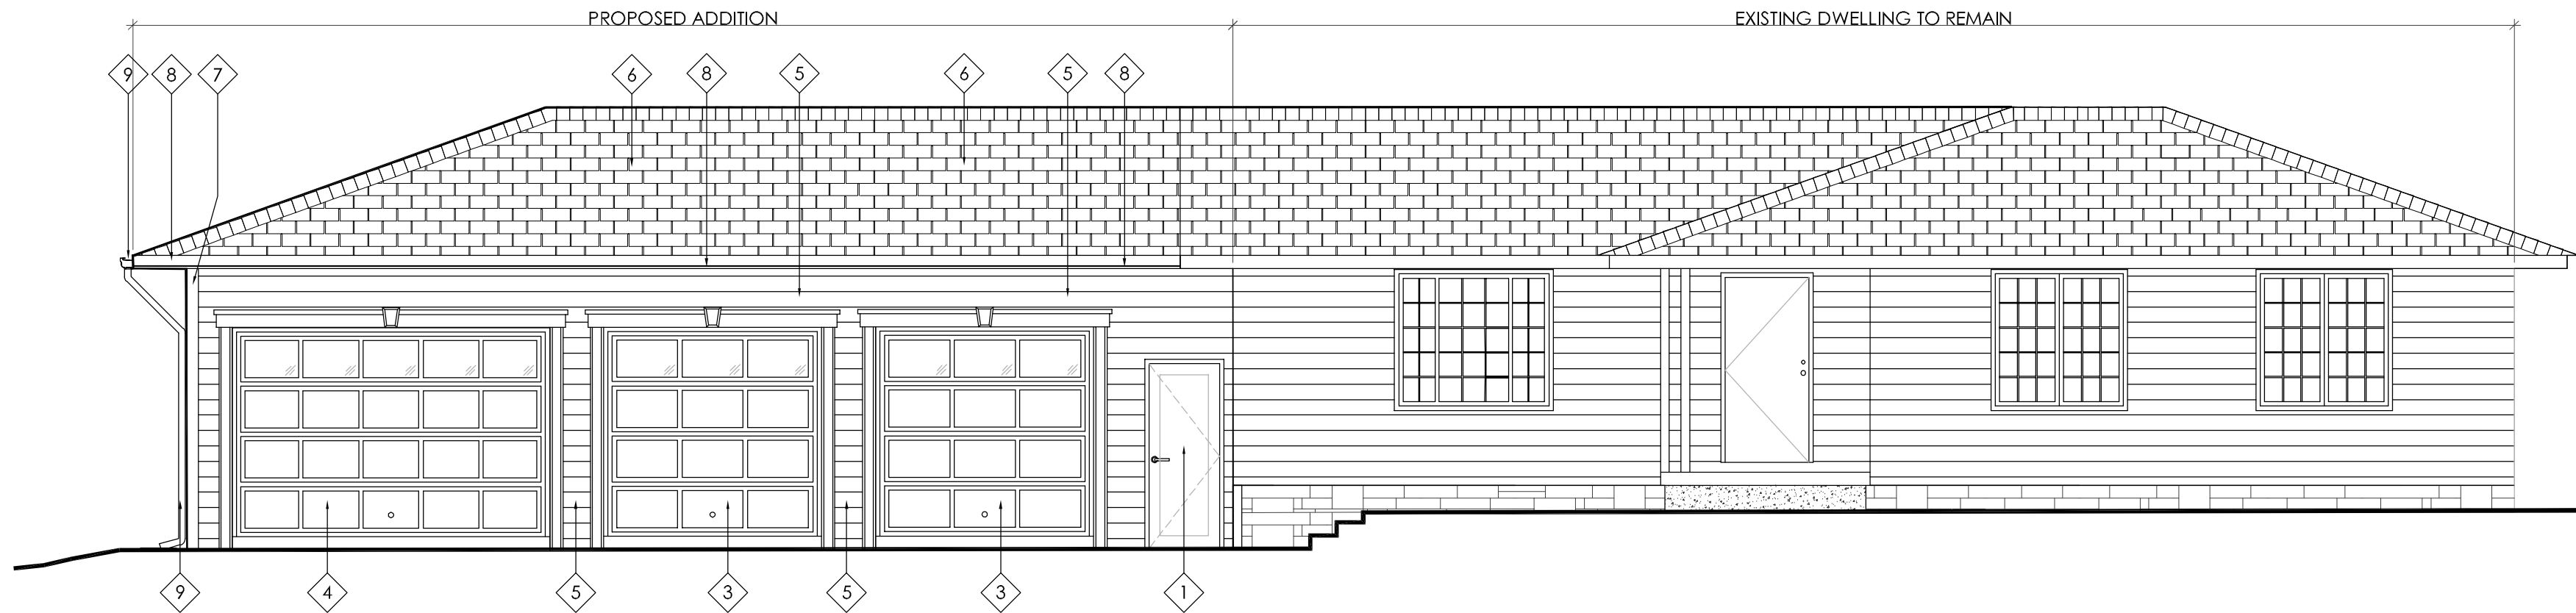 PROPOSED ADDITION EXISTING DWELLING TO REMAIN
9 8 7 6 8 5 6 5 8
9 4 5 3 5 3 1